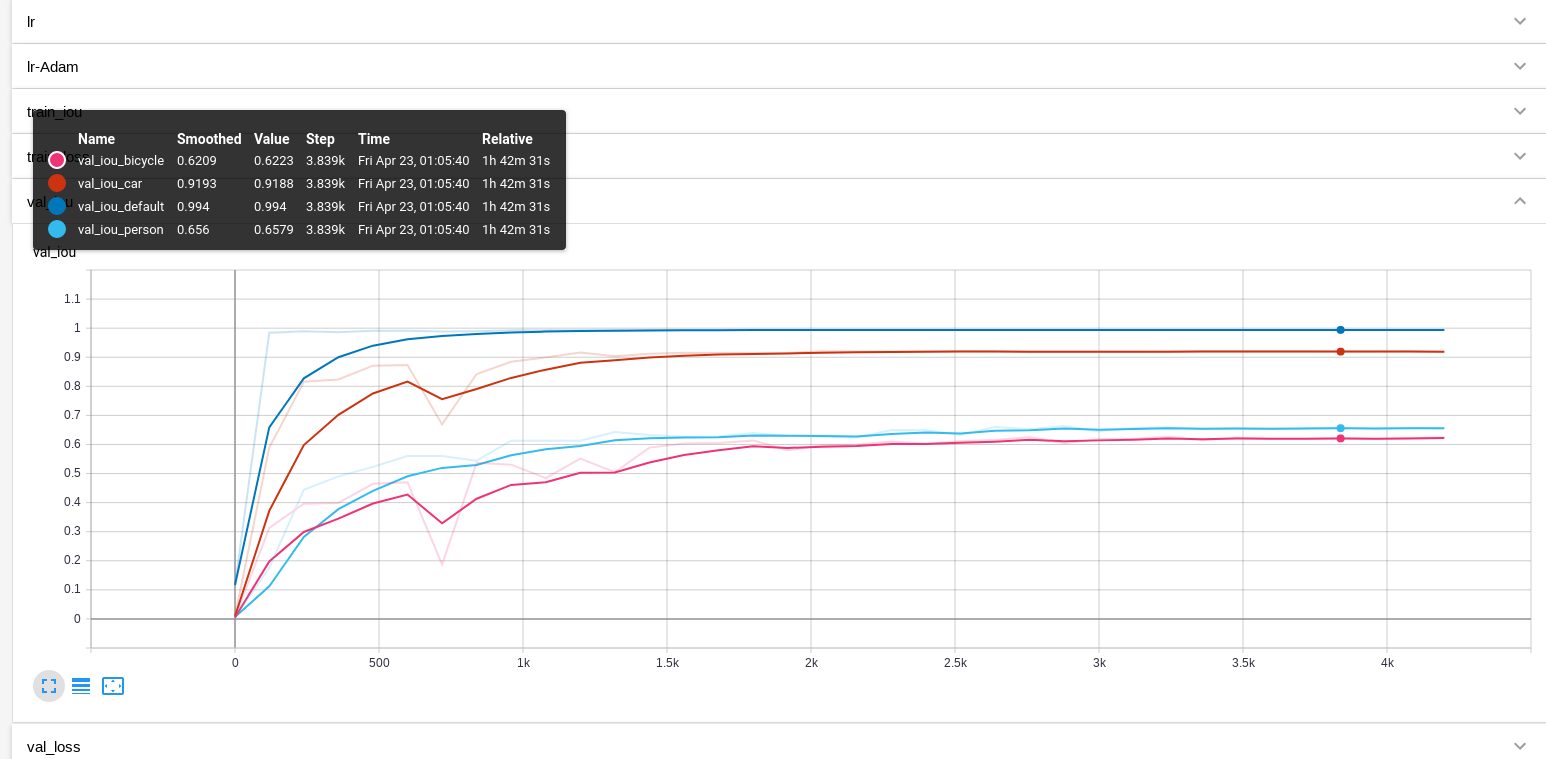 lr
lr-Adam
train_iou
Name Smoothed Value Step Time Relative
val_iou_bicycle 0.6209 0.6223 3.839k Fri Apr 23, 01:05:40 1h 42m 31s
val_iou_car 0.9193 0.9188 3.839k Fri Apr 23, 01:05:40 1h 42m 31s
val_iou_default 0.994 0.994 3.839k Fri Apr 23, 01:05:40 1h 42m 31s
val_iou_person 0.656 0.6579 3.839k Fri Apr 23, 01:05:40 1h 42m 31s
val_iou
1.1
1
0.9
0.8
0.7
0.6
0.5
0.4
0.3
0.2
0.1
0
0 500 1k 1.5k 2k 2.5k 3k 3.5k 4k
val_loss